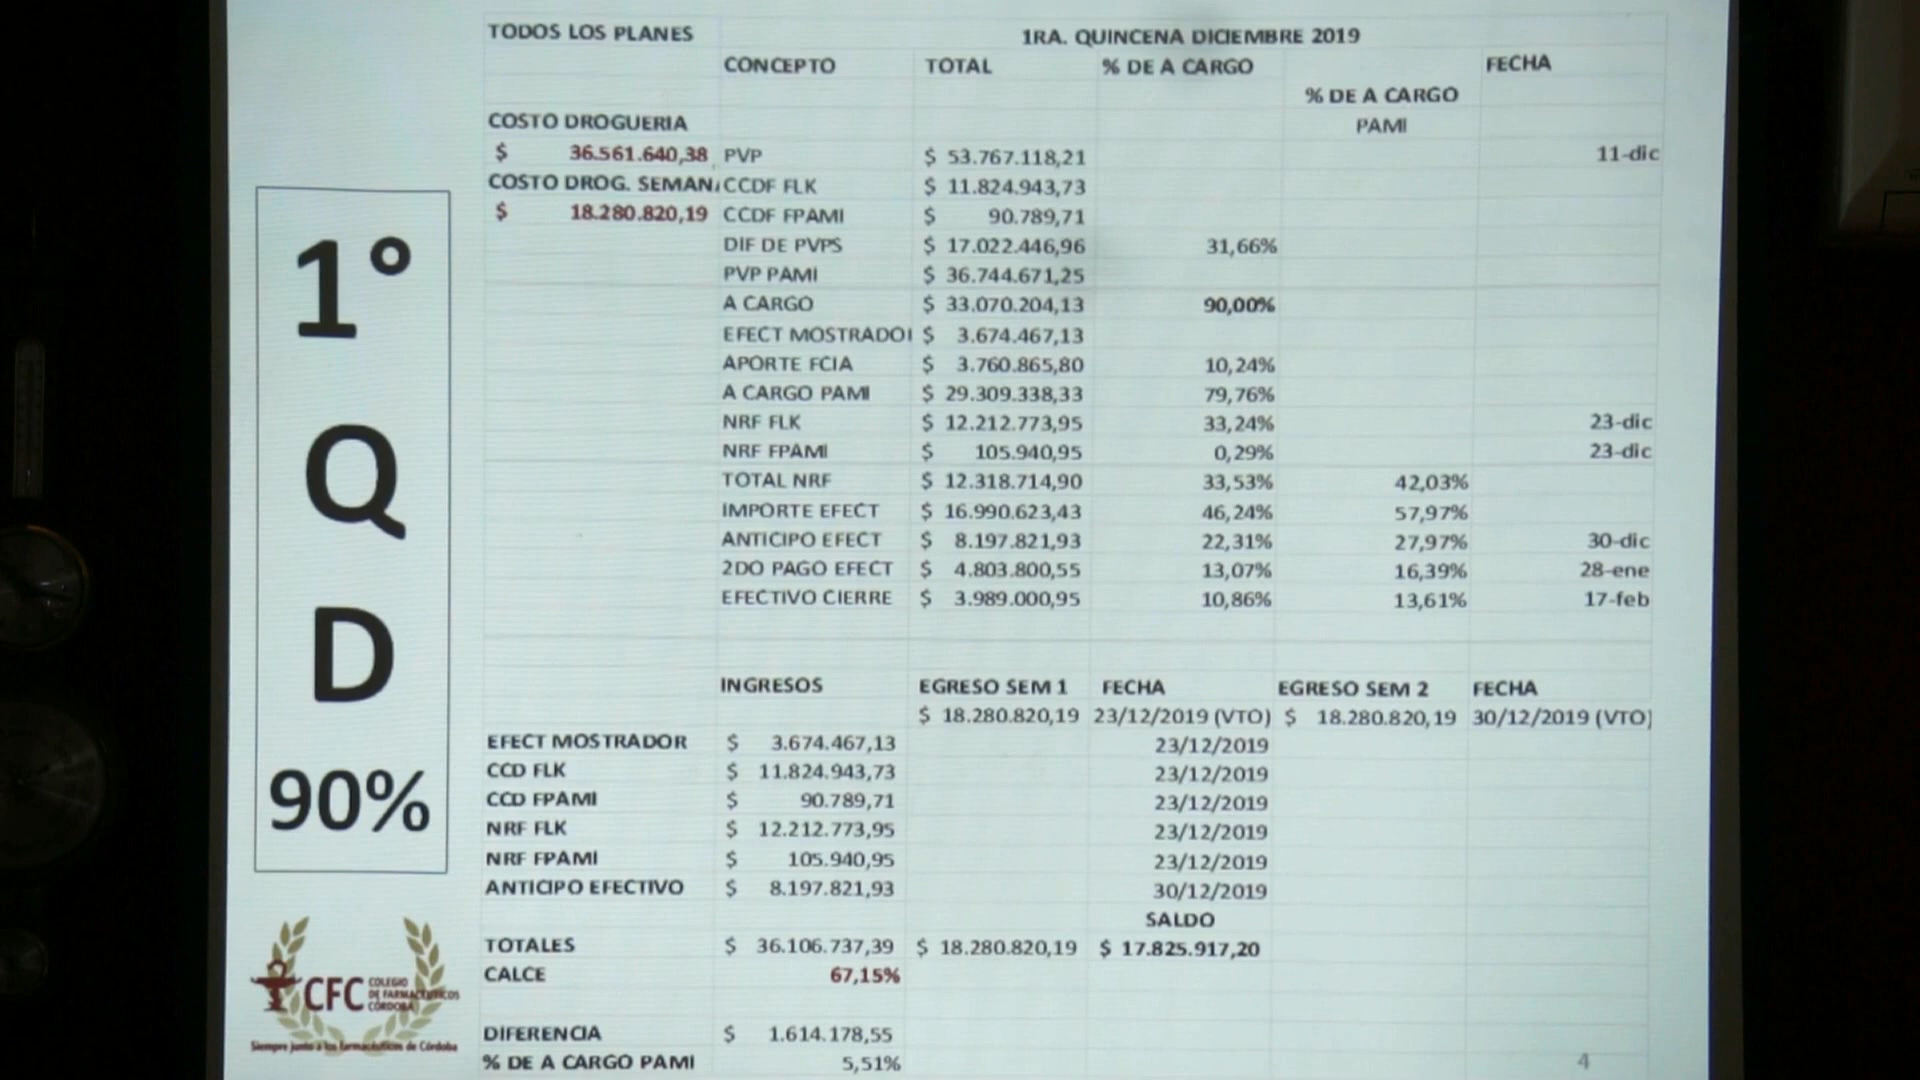 TODOS LOS PLANES 1RA. QUINCENA DICIEMBRE 2019
CONCEPTO TOTAL % DE A CARGO FECHA
% DE A CARGO
COSTO DROGUERIA PAMI
$ 36.561.640,38 PVP $ 53.767.118,21 11-dic
COSTO DROG. SEMANA CCDF FLK $ 11.824.943,73
$ 18.280.820,19 CCDF FPAMI $ 90.789,71
DIF DE PVPS $ 17.022.446,96 31,66%
PVP PAMI $ 36.744.671,25
A CARGO $ 33.070.204,13 90,00%
EFECT MOSTRADOR $ 3.674.467,13
APORTE FCIA $ 3.760.865,80 10,24%
A CARGO PAMI $ 29.309.338,33 79,76%
NRF FLK $ 12.212.773,95 33,24% 23-dic
NRF FPAMI $ 105.940,95 0,29% 23-dic
TOTAL NRF $ 12.318.714,90 33,53% 42,03%
IMPORTE EFECT $ 16.990.623,43 46,24% 57,97%
ANTICIPO EFECT $ 8.197.821,93 22,31% 27,97% 30-dic
2DO PAGO EFECT $ 4.803.800,55 13,07% 16,39% 28-ene
EFECTIVO CIERRE $ 3.989.000,95 10,86% 13,61% 17-feb
INGRESOS EGRESO SEM 1 FECHA EGRESO SEM 2 FECHA
$ 18.280.820,19 23/12/2019 (VTO) $ 18.280.820,19 30/12/2019 (VTO)
EFECT MOSTRADOR $ 3.674.467,13 23/12/2019
CCD FLK $ 11.824.943,73 23/12/2019
CCD FPAMI $ 90.789,71 23/12/2019
NRF FLK $ 12.212.773,95 23/12/2019
NRF FPAMI $ 105.940,95 23/12/2019
ANTICIPO EFECTIVO $ 8.197.821,93 30/12/2019
SALDO
TOTALES $ 36.106.737,39 $ 18.280.820,19 $ 17.825.917,20
CALCE 67,15%
DIFERENCIA $ 1.614.178,55
% DE A CARGO PAMI 5,51%
1°
Q
D
90%
CFC
COLEGIO
DE FARMACÉUTICOS
CÓRDOBA
Siempre junto a los farmacéuticos de Córdoba
4